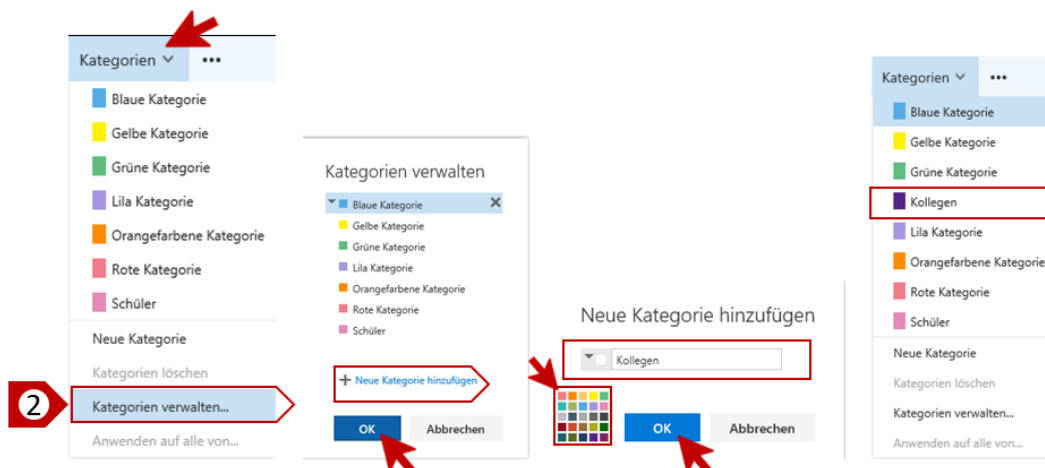 Kategorien
Blaue Kategorie
Gelbe Kategorie
Grüne Kategorie
Lila Kategorie
Orangefarbene Kategorie
Rote Kategorie
Schüler
Neue Kategorie
Kategorien löschen
2
Kategorien verwalten...
Anwenden auf alle von...
Kategorien verwalten
Blaue Kategorie
Gelbe Kategorie
Grüne Kategorie
Lila Kategorie
Orangefarbene Kategorie
Rote Kategorie
Schüler
+ Neue Kategorie hinzufügen
OK Abbrechen
Neue Kategorie hinzufügen
Kollegen
OK Abbrechen
Kategorien
Blaue Kategorie
Gelbe Kategorie
Grüne Kategorie
Kollegen
Lila Kategorie
Orangefarbene Kategorie
Rote Kategorie
Schüler
Neue Kategorie
Kategorien löschen
Kategorien verwalten...
Anwenden auf alle von...